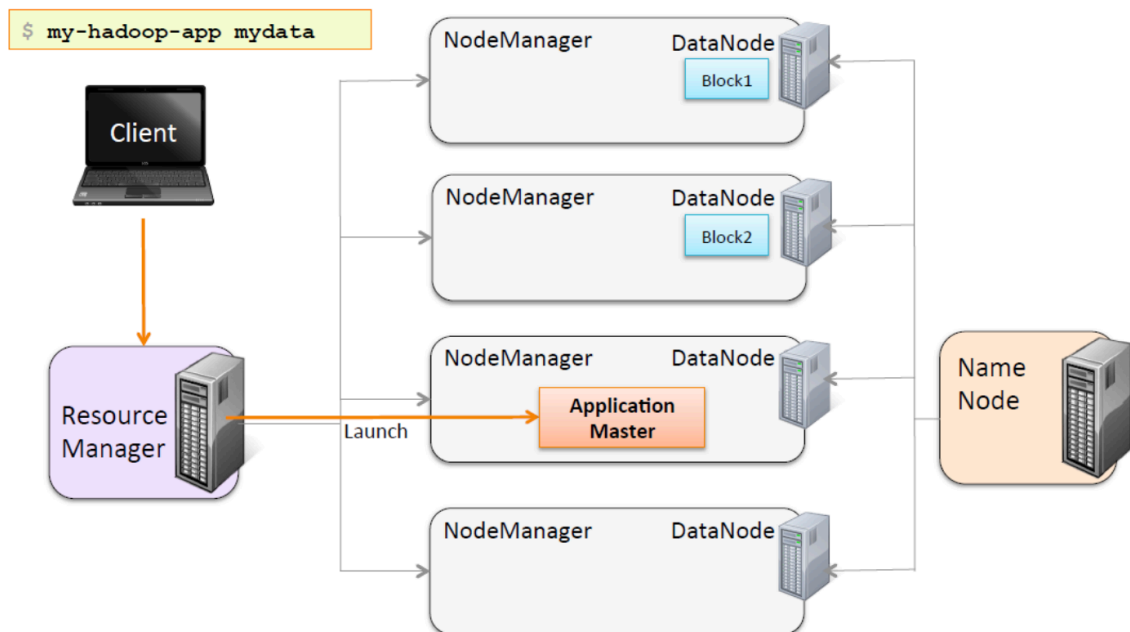 $ my-hadoop-app mydata
Client
NodeManager
DataNode
Block1
NodeManager
DataNode
Block2
Resource
Manager
Launch
NodeManager
DataNode
Application
Master
Name
Node
NodeManager
DataNode